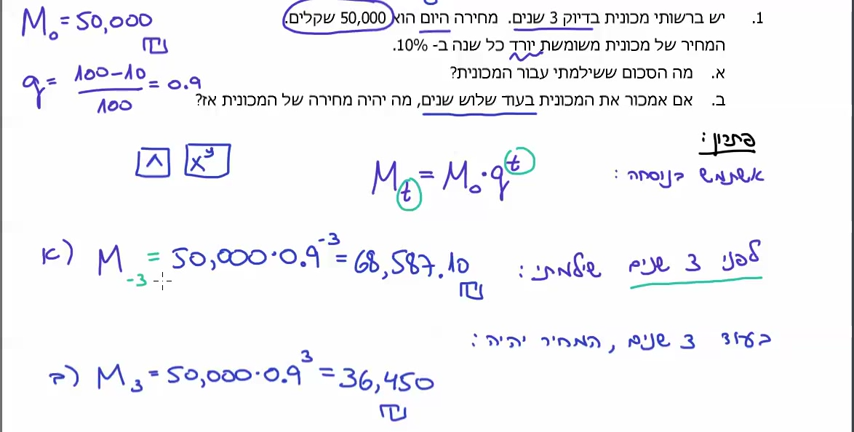 1. יש ברשותי מכונית בדיוק 3 שנים. מחירה היום הוא 50,000 שקלים.
המחיר של מכונית משומשת יורד כל שנה ב- 10%.
א. מה הסכום ששילמתי עבור המכונית?
ב. אם אמכור את המכונית בעוד שלוש שנים, מה יהיה מחירה של המכונית אז?
M₀ = 50,000 ₪
q = (100-10)/100 = 0.9
פתרון:
אשתמש בנוסחה:
M_t = M₀·q^t
^ x^y
לפני 3 שנים שילמתי:
א) M₋₃ = 50,000·0.9⁻³ = 68,587.10 ₪
בעוד 3 שנים, המחיר יהיה:
ב) M₃ = 50,000·0.9³ = 36,450 ₪